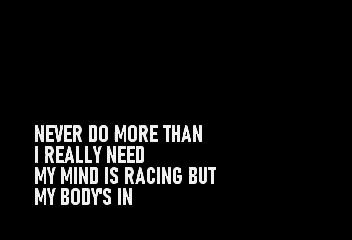 NEVER DO MORE THAN
I REALLY NEED
MY MIND IS RACING BUT
MY BODY'S IN